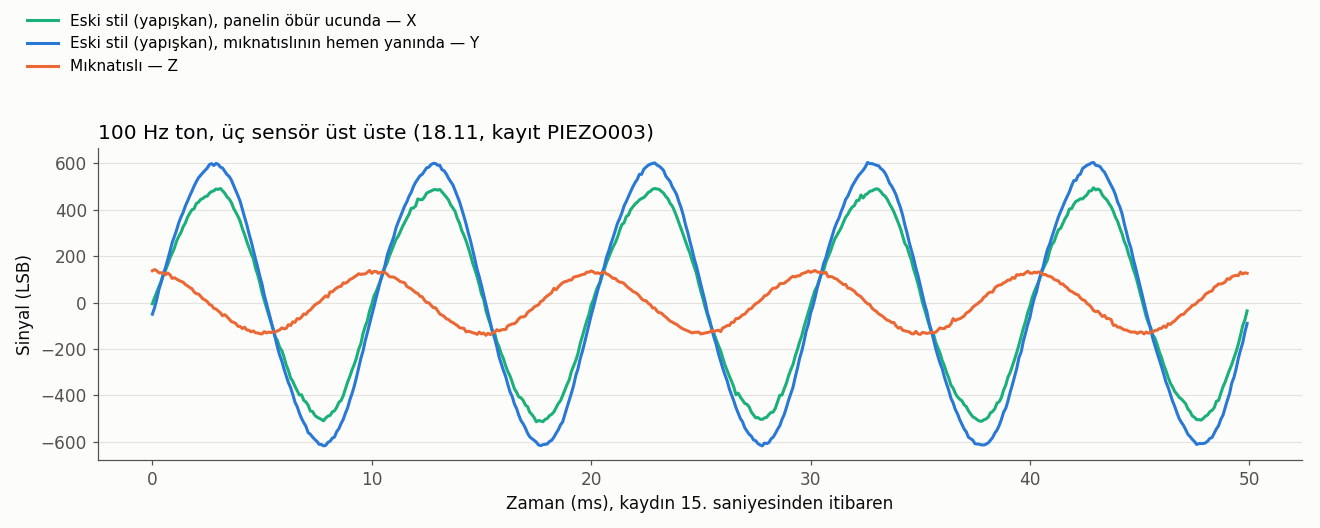 Eski stil (yapışkan), panelin öbür ucunda — X
Eski stil (yapışkan), mıknatıslının hemen yanında — Y
Mıknatıslı — Z
100 Hz ton, üç sensör üst üste (18.11, kayıt PIEZO003)
Sinyal (LSB)
600
400
200
0
−200
−400
−600
0 10 20 30 40 50
Zaman (ms), kaydın 15. saniyesinden itibaren